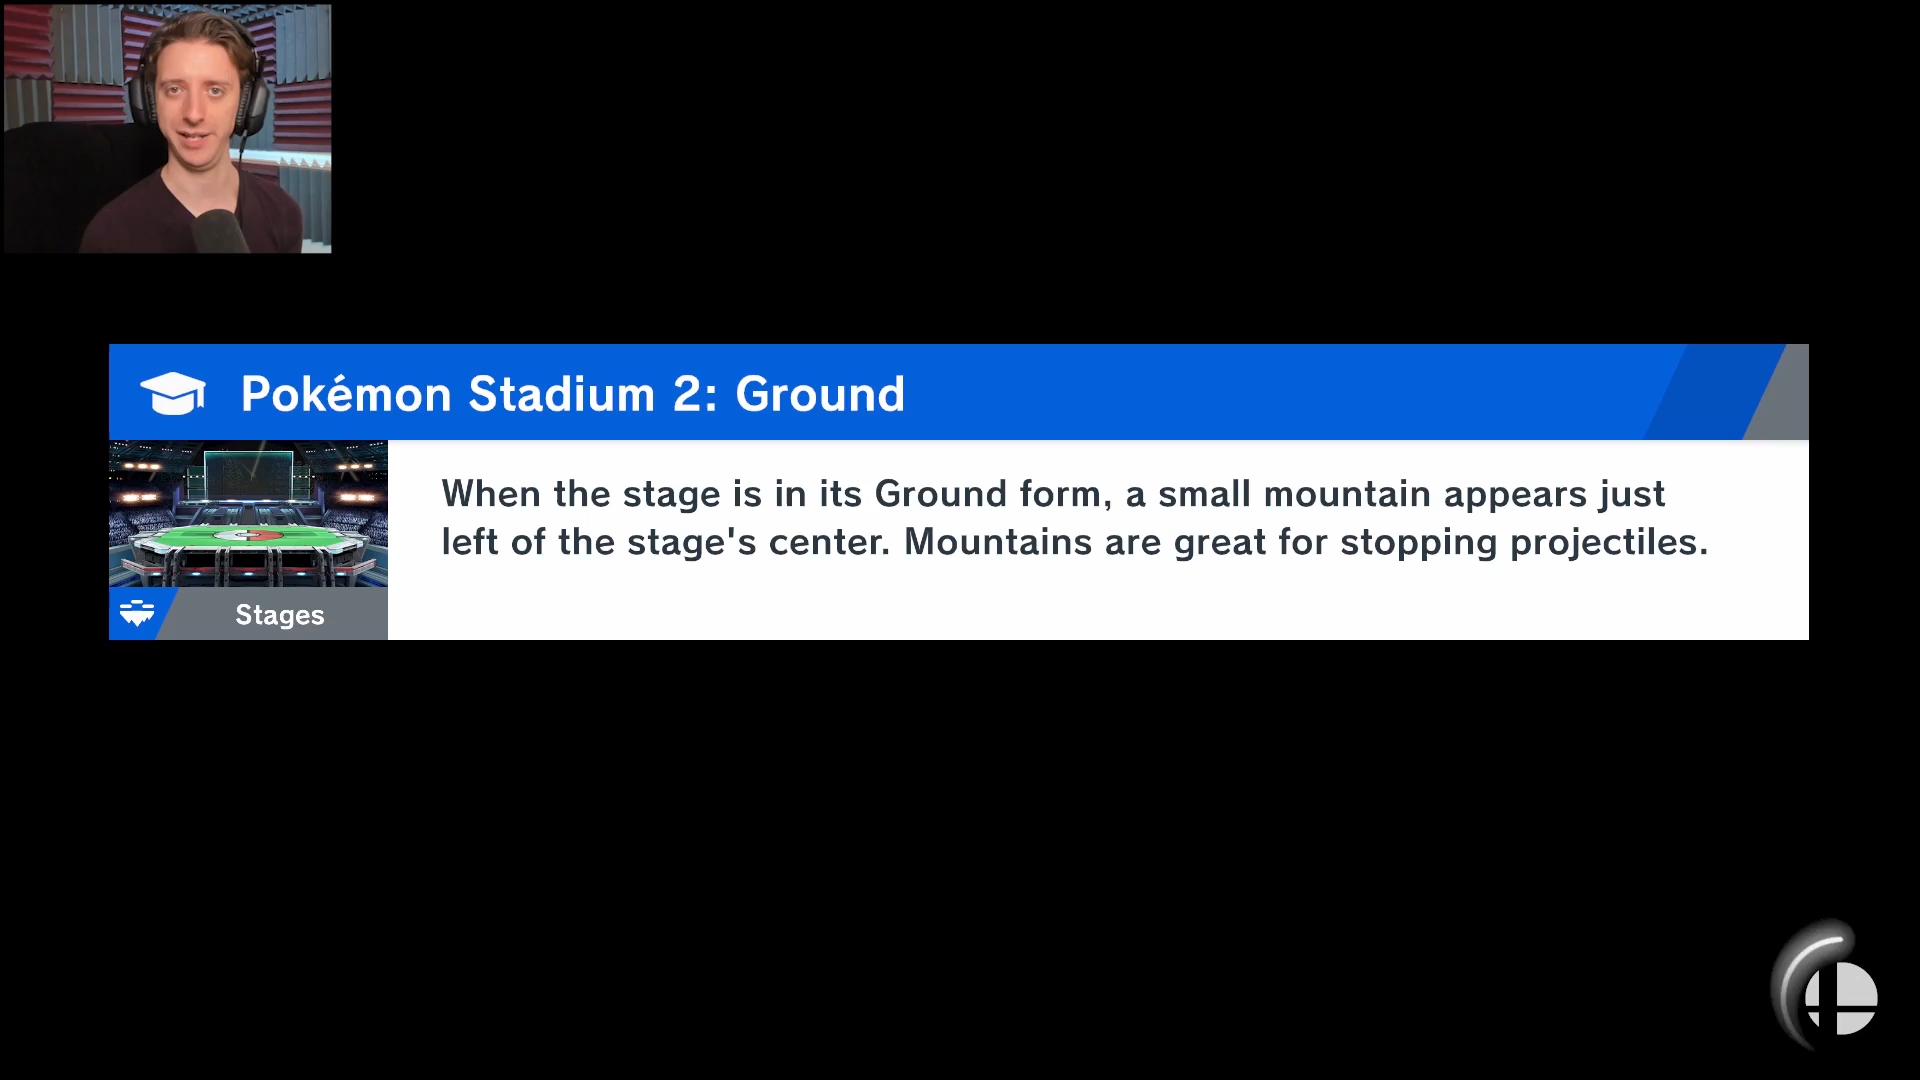 Pokémon Stadium 2: Ground
When the stage is in its Ground form, a small mountain appears just
left of the stage's center. Mountains are great for stopping projectiles.
Stages